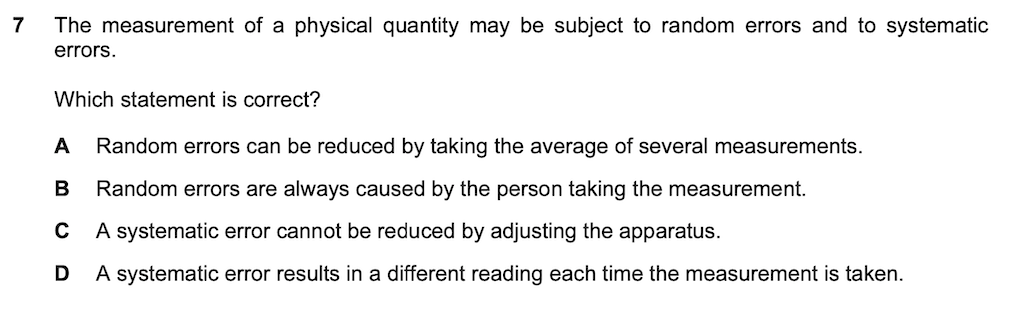 7 The measurement of a physical quantity may be subject to random errors and to systematic
errors.
Which statement is correct?
A Random errors can be reduced by taking the average of several measurements.
B Random errors are always caused by the person taking the measurement.
C A systematic error cannot be reduced by adjusting the apparatus.
D A systematic error results in a different reading each time the measurement is taken.